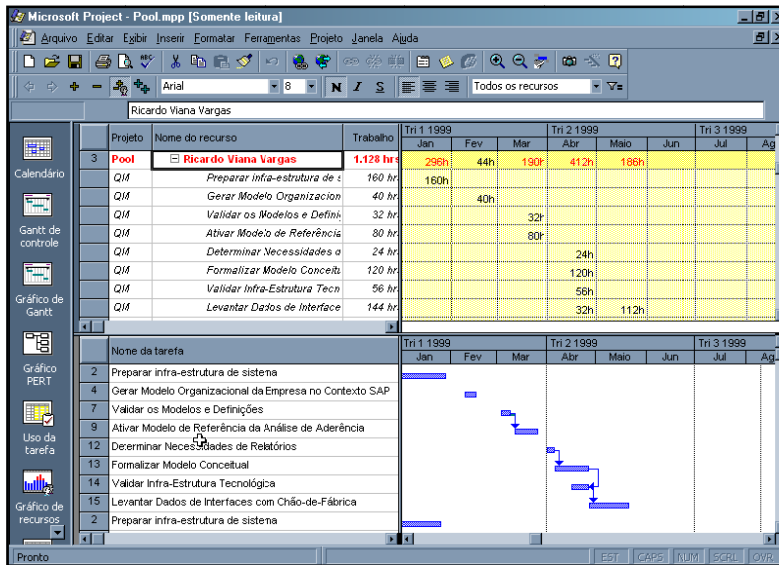 Microsoft Project - Pool.mpp [Somente leitura]
Arquivo Editar Exibir Inserir Formatar Ferramentas Projeto Janela Ajuda
Arial 8 N I S Todos os recursos
Ricardo Viana Vargas
Calendário
Gantt de controle
Gráfico de Gantt
Gráfico PERT
Uso da tarefa
Gráfico de recursos
Projeto Nome do recurso Trabalho Tri 1 1999 Tri 2 1999 Tri 3 1999
Jan Fev Mar Abr Maio Jun Jul Ag
3 Pool Ricardo Viana Vargas 1.128 hrs 296h 44h 190h 412h 186h
QM Preparar infra-estrutura de s 160 hr 160h
QM Gerar Modelo Organizacion 40 hr 40h
QM Validar os Modelos e Defini 32 hr 32h
QM Ativar Modelo de Referência 80 hr 80h
QM Determinar Necessidades d 24 hr 24h
QM Formalizar Modelo Conceitu 120 hr 120h
QM Validar Infra-Estrutura Tecn 56 hr 56h
QM Levantar Dados de Interface 144 hr 32h 112h
Nome da tarefa Tri 1 1999 Tri 2 1999 Tri 3 1999
Jan Fev Mar Abr Maio Jun Jul Ag
2 Preparar infra-estrutura de sistema
4 Gerar Modelo Organizacional da Empresa no Contexto SAP
7 Validar os Modelos e Definições
9 Ativar Modelo de Referência da Análise de Aderência
12 Determinar Necessidades de Relatórios
13 Formalizar Modelo Conceitual
14 Validar Infra-Estrutura Tecnológica
15 Levantar Dados de Interfaces com Chão-de-Fábrica
2 Preparar infra-estrutura de sistema
Pronto EST CAPS NUM SCRL OVR